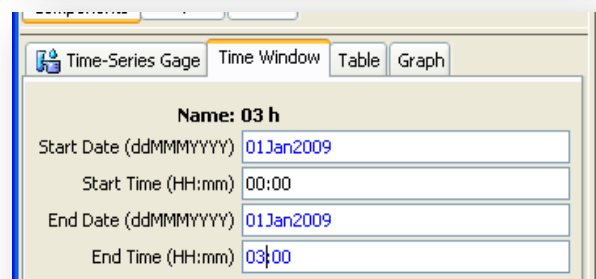 Components
Time-Series Gage Time Window Table Graph
Name: 03 h
Start Date (ddMMMYYYY) 01Jan2009
Start Time (HH:mm) 00:00
End Date (ddMMMYYYY) 01Jan2009
End Time (HH:mm) 03:00